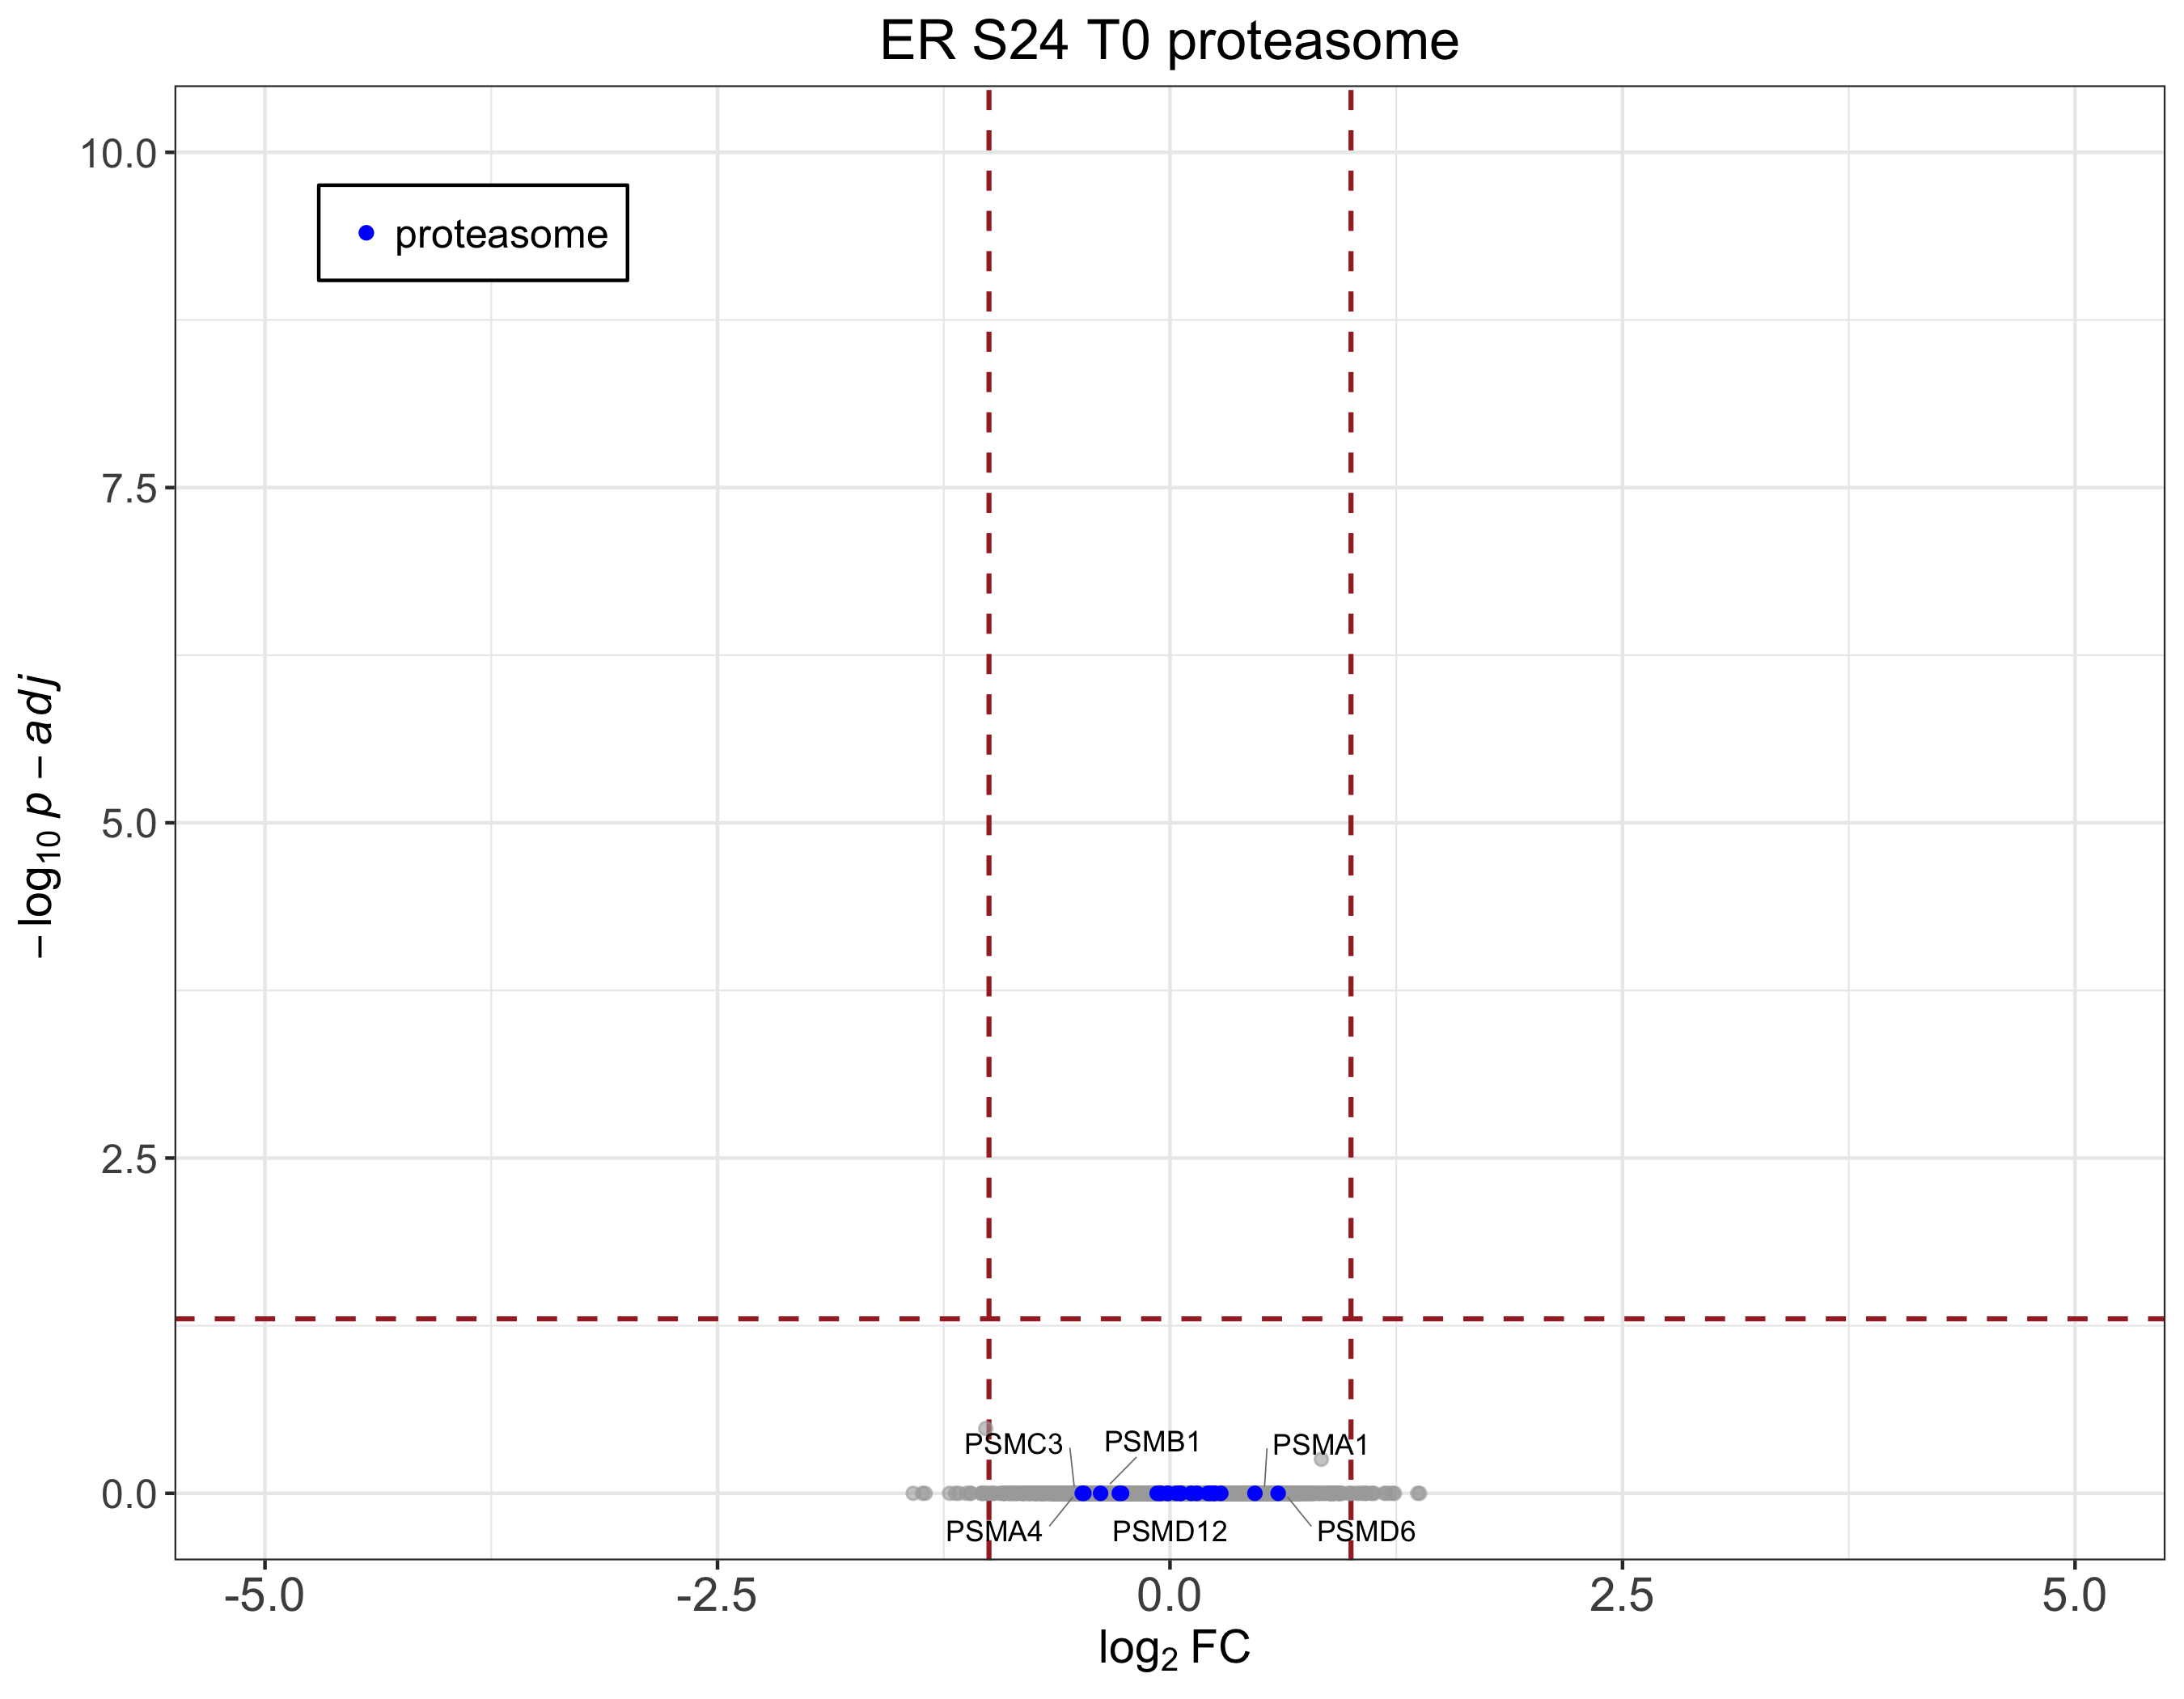 ER S24 T0 proteasome
10.0
proteasome
7.5
5.0
2.5
0.0
−log10 p − adj
PSMC3
PSMB1
PSMA1
PSMA4
PSMD12
PSMD6
-5.0
-2.5
0.0
2.5
5.0
log2 FC